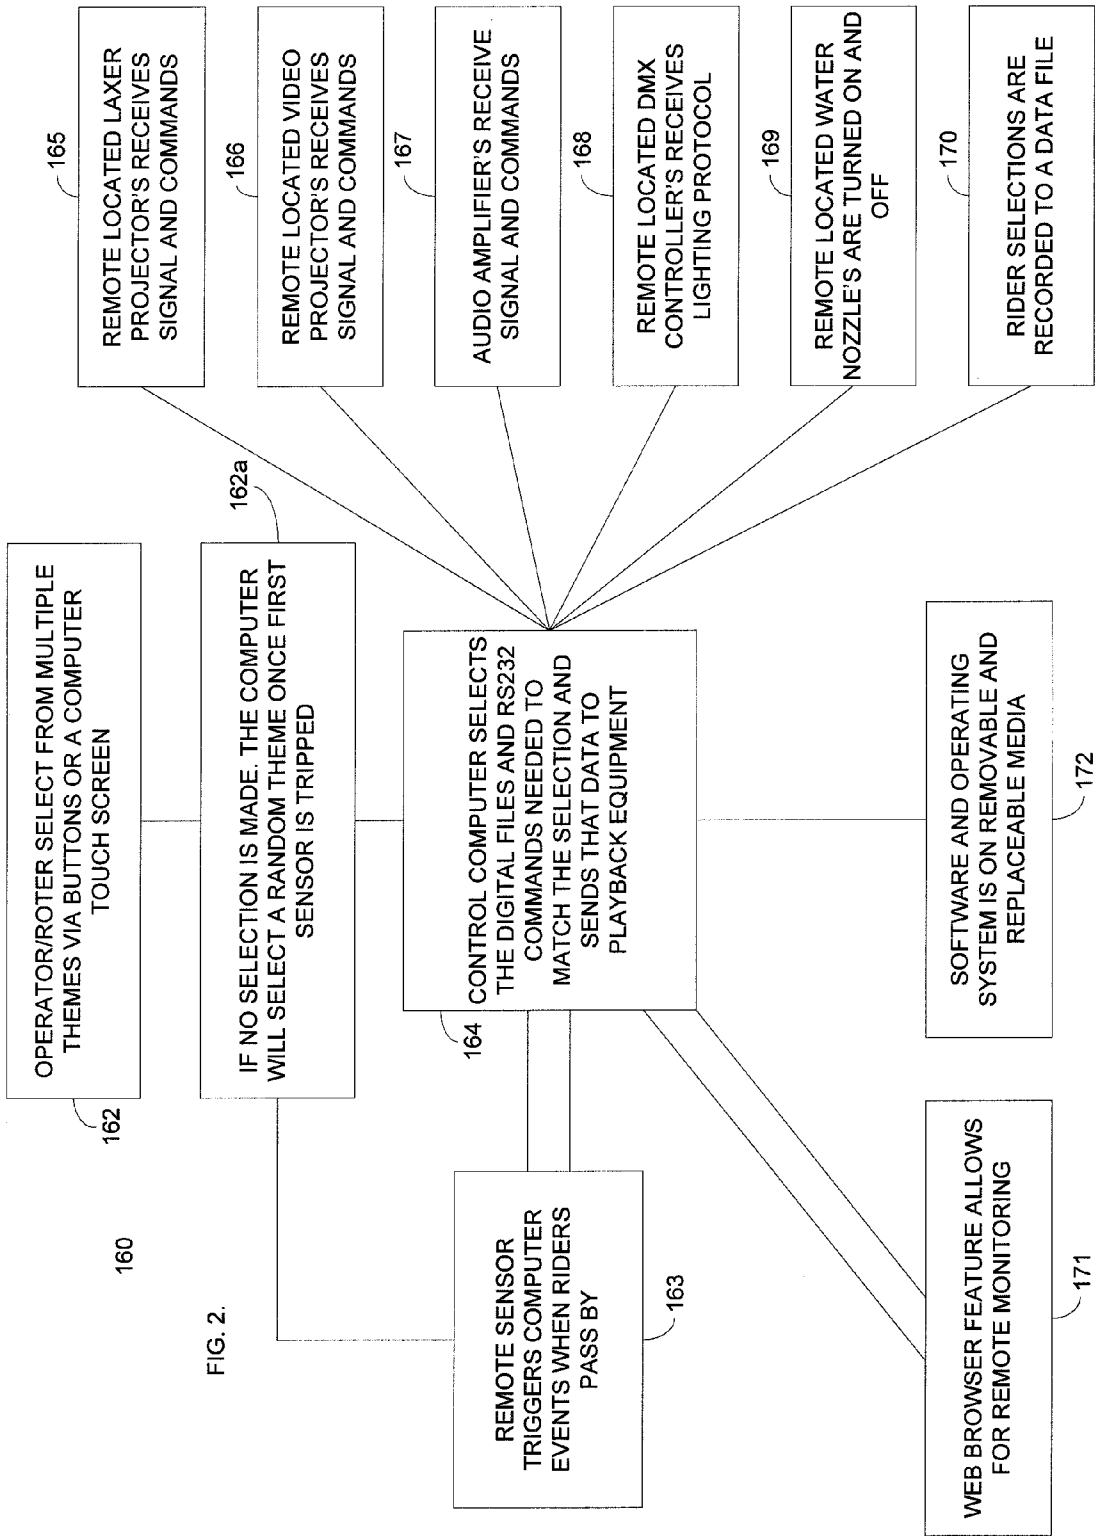 OPERATOR/ROTER SELECT FROM MULTIPLE
THEMES VIA BUTTONS OR A COMPUTER
TOUCH SCREEN
162
160
FIG. 2.
IF NO SELECTION IS MADE. THE COMPUTER
WILL SELECT A RANDOM THEME ONCE FIRST
SENSOR IS TRIPPED
162a
REMOTE SENSOR
TRIGGERS COMPUTER
EVENTS WHEN RIDERS
PASS BY
163
CONTROL COMPUTER SELECTS
THE DIGITAL FILES AND RS232
COMMANDS NEEDED TO
MATCH THE SELECTION AND
SENDS THAT DATA TO
PLAYBACK EQUIPMENT
164
REMOTE LOCATED LAXER
PROJECTOR'S RECEIVES
SIGNAL AND COMMANDS
165
REMOTE LOCATED VIDEO
PROJECTOR'S RECEIVES
SIGNAL AND COMMANDS
166
AUDIO AMPLIFIER'S RECEIVE
SIGNAL AND COMMANDS
167
REMOTE LOCATED DMX
CONTROLLER'S RECEIVES
LIGHTING PROTOCOL
168
REMOTE LOCATED WATER
NOZZLE'S ARE TURNED ON AND
OFF
169
RIDER SELECTIONS ARE
RECORDED TO A DATA FILE
170
WEB BROWSER FEATURE ALLOWS
FOR REMOTE MONITORING
171
SOFTWARE AND OPERATING
SYSTEM IS ON REMOVABLE AND
REPLACEABLE MEDIA
172